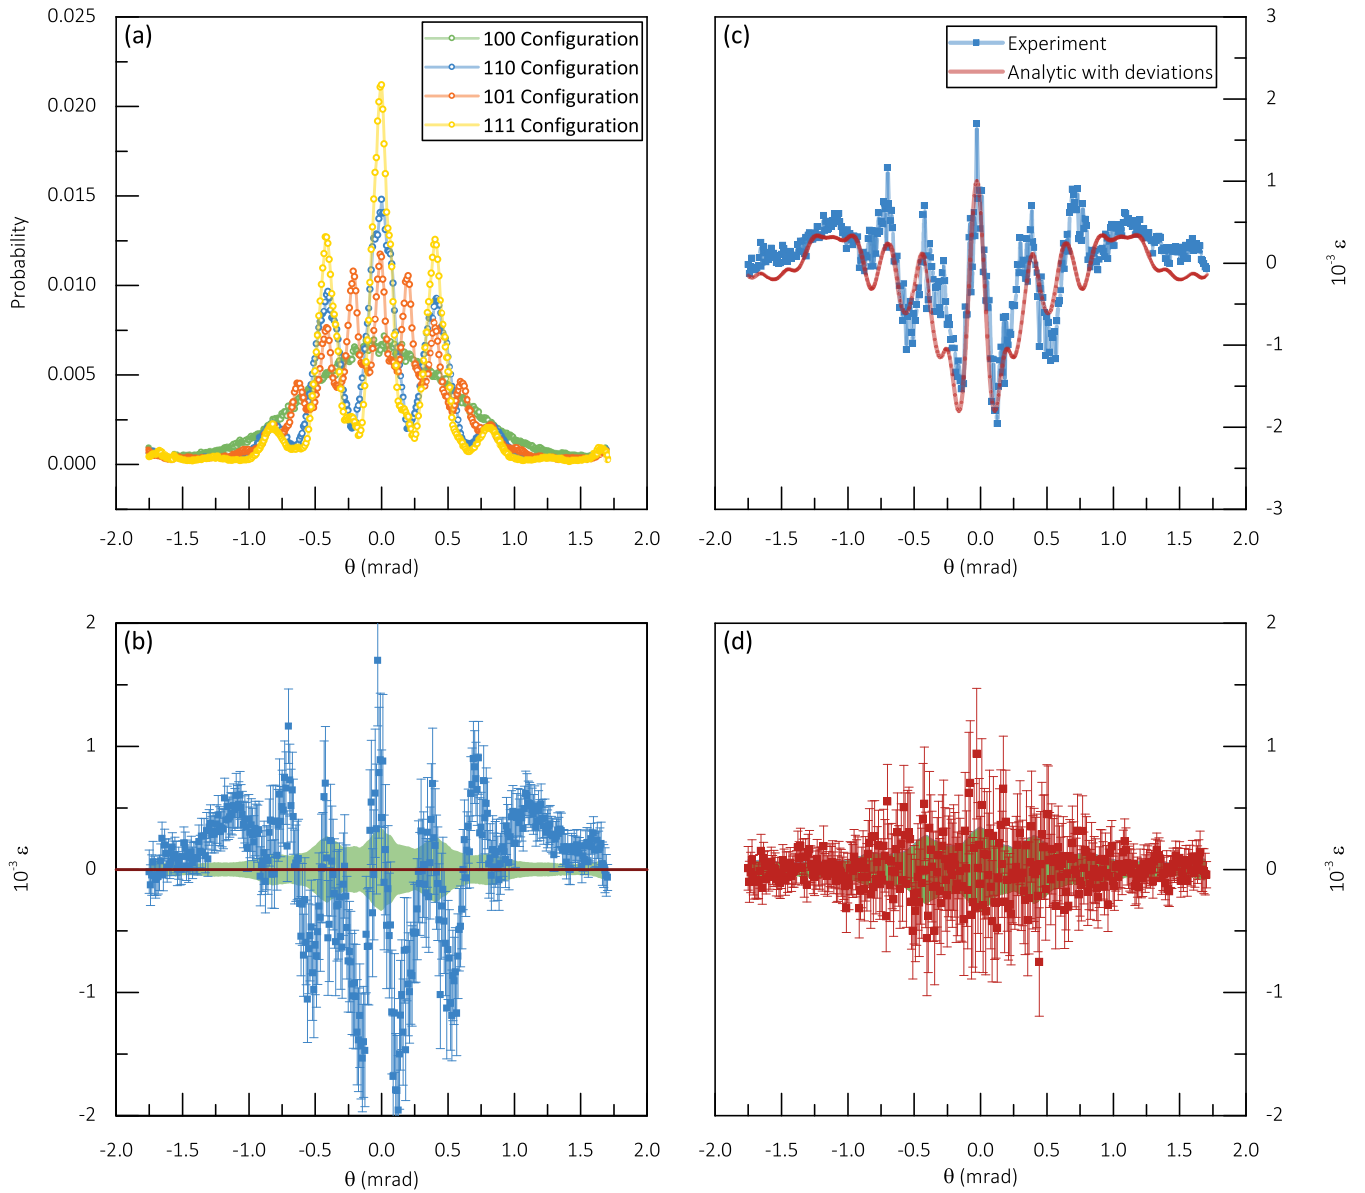 (a)
100 Configuration
110 Configuration
101 Configuration
111 Configuration
0.025
0.020
0.015
0.010
0.005
0.000
Probability
-2.0 -1.5 -1.0 -0.5 0.0 0.5 1.0 1.5 2.0
θ (mrad)
(c)
Experiment
Analytic with deviations
3
2
1
0
-1
-2
-3
10⁻³ ε
-2.0 -1.5 -1.0 -0.5 0.0 0.5 1.0 1.5 2.0
θ (mrad)
(b)
2
1
0
-1
-2
10⁻³ ε
-2.0 -1.5 -1.0 -0.5 0.0 0.5 1.0 1.5 2.0
θ (mrad)
(d)
2
1
0
-1
-2
10⁻³ ε
-2.0 -1.5 -1.0 -0.5 0.0 0.5 1.0 1.5 2.0
θ (mrad)